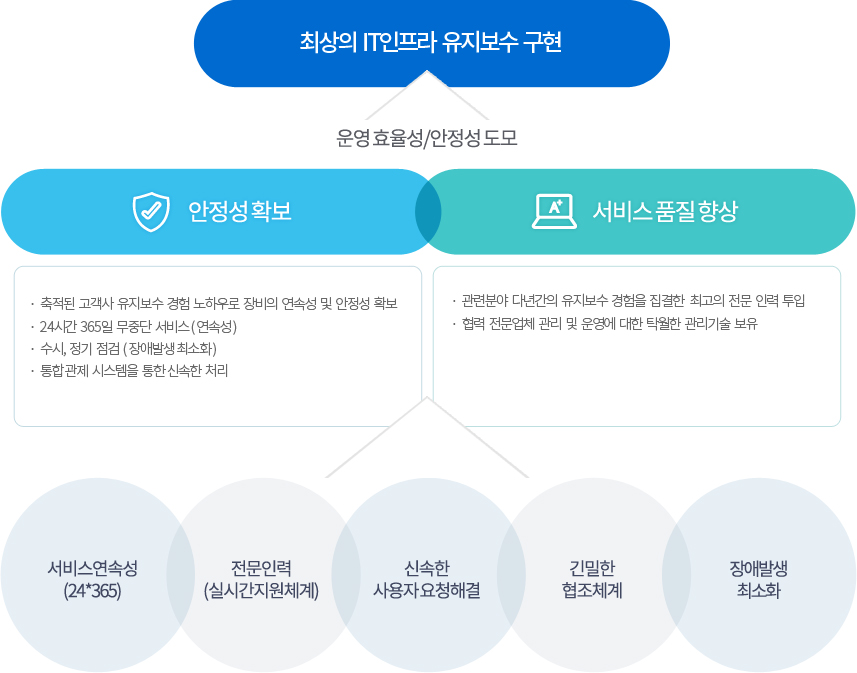 최상의 IT인프라 유지보수 구현
운영 효율성/안정성 도모
안정성 확보
A+
서비스 품질 향상
· 축적된 고객사 유지보수 경험 노하우로 장비의 연속성 및 안정성 확보
· 24시간 365일 무중단 서비스 (연속성)
· 수시, 정기 점검 (장애발생 최소화)
· 통합관제 시스템을 통한 신속한 처리
· 관련분야 다년간의 유지보수 경험을 집결한 최고의 전문 인력 투입
· 협력 전문업체 관리 및 운영에 대한 탁월한 관리기술 보유
서비스연속성
(24*365)
전문인력
(실시간지원체계)
신속한
사용자 요청해결
긴밀한
협조체계
장애발생
최소화